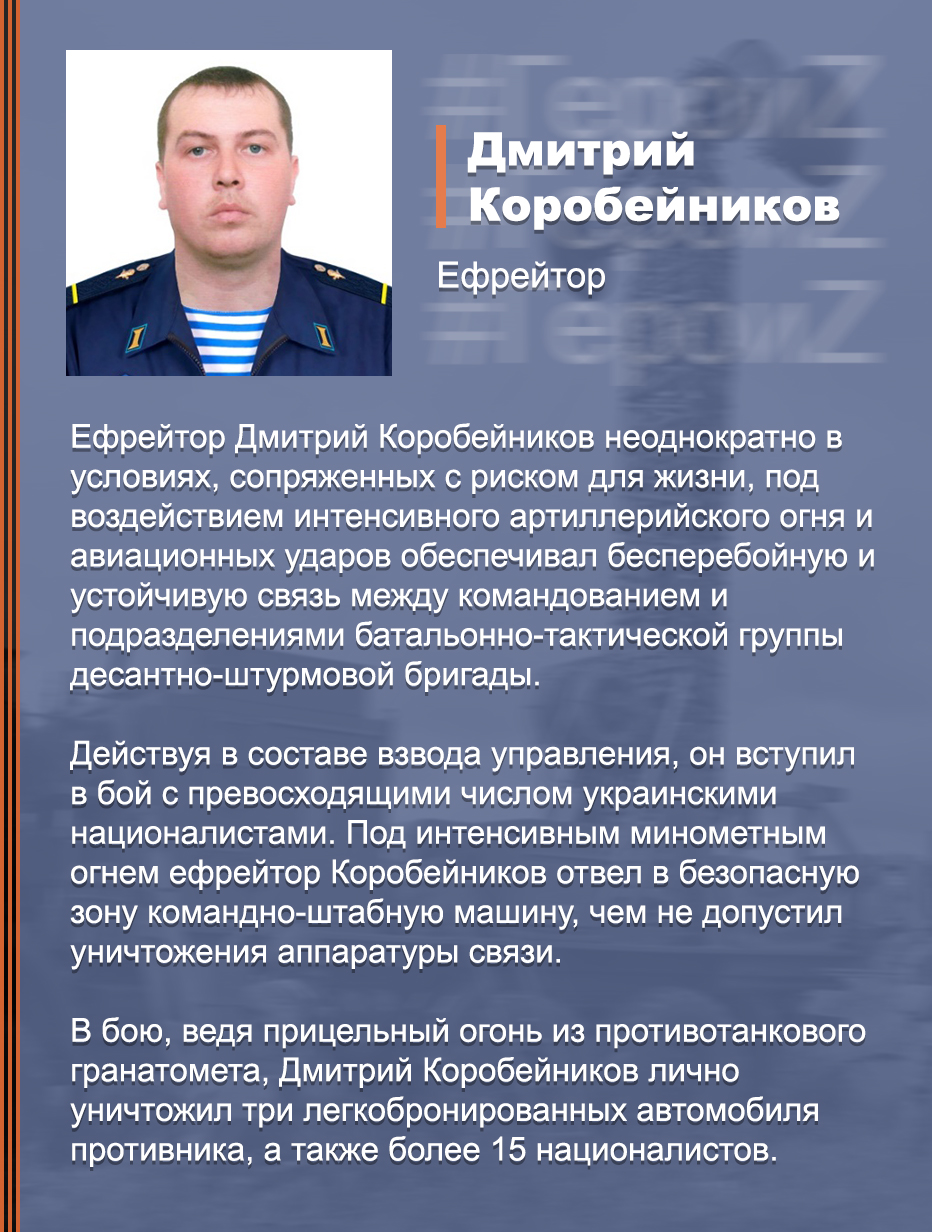 #ГероиZ
#ГероиZ
#ГероиZ
Дмитрий
Коробейников
Ефрейтор
Ефрейтор Дмитрий Коробейников неоднократно в
условиях, сопряженных с риском для жизни, под
воздействием интенсивного артиллерийского огня и
авиационных ударов обеспечивал бесперебойную и
устойчивую связь между командованием и
подразделениями батальонно-тактической группы
десантно-штурмовой бригады.
Действуя в составе взвода управления, он вступил
в бой с превосходящими числом украинскими
националистами. Под интенсивным минометным
огнем ефрейтор Коробейников отвел в безопасную
зону командно-штабную машину, чем не допустил
уничтожения аппаратуры связи.
В бою, ведя прицельный огонь из противотанкового
гранатомета, Дмитрий Коробейников лично
уничтожил три легкобронированных автомобиля
противника, а также более 15 националистов.